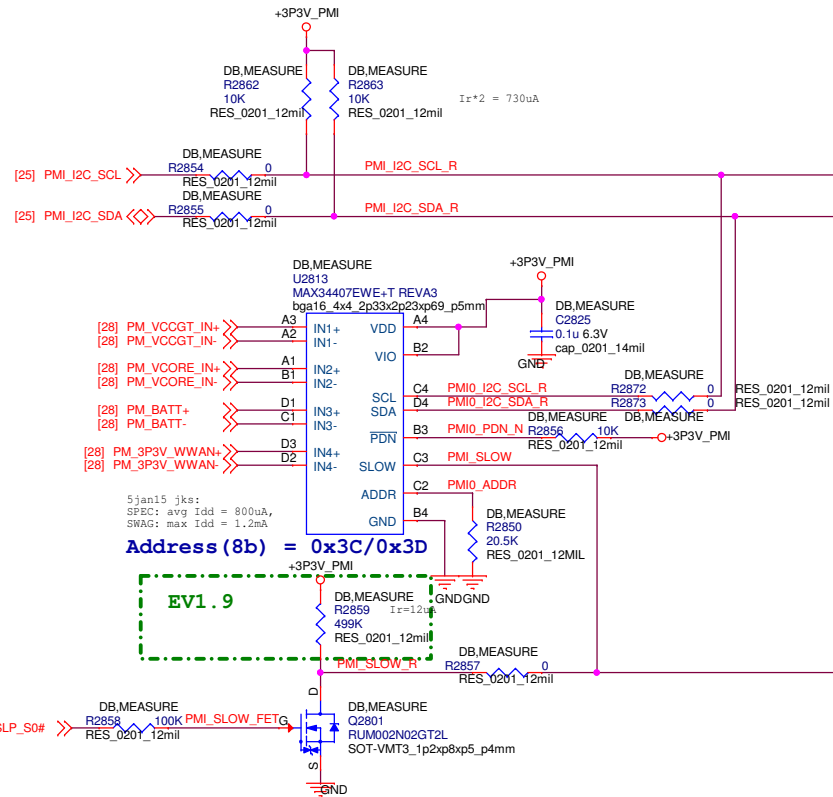 +3P3V_PMI
DB,MEASURE
R2862
10K
RES_0201_12mil
DB,MEASURE
R2863
10K
RES_0201_12mil
Ir*2 = 730uA
[25] PMI_I2C_SCL
DB,MEASURE
R2854 0
RES_0201_12mil
PMI_I2C_SCL_R
[25] PMI_I2C_SDA
DB,MEASURE
R2855 0
RES_0201_12mil
PMI_I2C_SDA_R
DB,MEASURE
U2813
MAX34407EWE+T REVA3
bga16_4x4_2p33x2p23xp69_p5mm
+3P3V_PMI
DB,MEASURE
C2825
0.1u 6.3V
cap_0201_14mil
GND
[28] PM_VCCGT_IN+ A3 IN1+
[28] PM_VCCGT_IN- A2 IN1-
[28] PM_VCORE_IN+ A1 IN2+
[28] PM_VCORE_IN- B1 IN2-
[28] PM_BATT+ D1 IN3+
[28] PM_BATT- C1 IN3-
[28] PM_3P3V_WWAN+ D3 IN4+
[28] PM_3P3V_WWAN- D2 IN4-
VDD A4
VIO B2
SCL C4 PMI0_I2C_SCL_R R2872 0 RES_0201_12mil
SDA D4 PMI0_I2C_SDA_R R2873 0 RES_0201_12mil
DB,MEASURE DB,MEASURE
PDN B3 PMI0_PDN_N R2856 10K +3P3V_PMI
RES_0201_12mil
SLOW C3 PMI_SLOW
ADDR C2 PMI0_ADDR
GND B4
DB,MEASURE
R2850
20.5K
RES_0201_12MIL
GND GND
5jan15 jks:
SPEC: avg Idd = 800uA,
SWAG: max Idd = 1.2mA
Address(8b) = 0x3C/0x3D
+3P3V_PMI
EV1.9
DB,MEASURE
R2859 Ir=12uA
499K
RES_0201_12mil
PMI_SLOW_R
DB,MEASURE
R2857 0
RES_0201_12mil
SLP_S0#
DB,MEASURE
R2858 100K
RES_0201_12mil
PMI_SLOW_FET
G
D
S
DB,MEASURE
Q2801
RUM002N02GT2L
SOT-VMT3_1p2xp8xp5_p4mm
GND